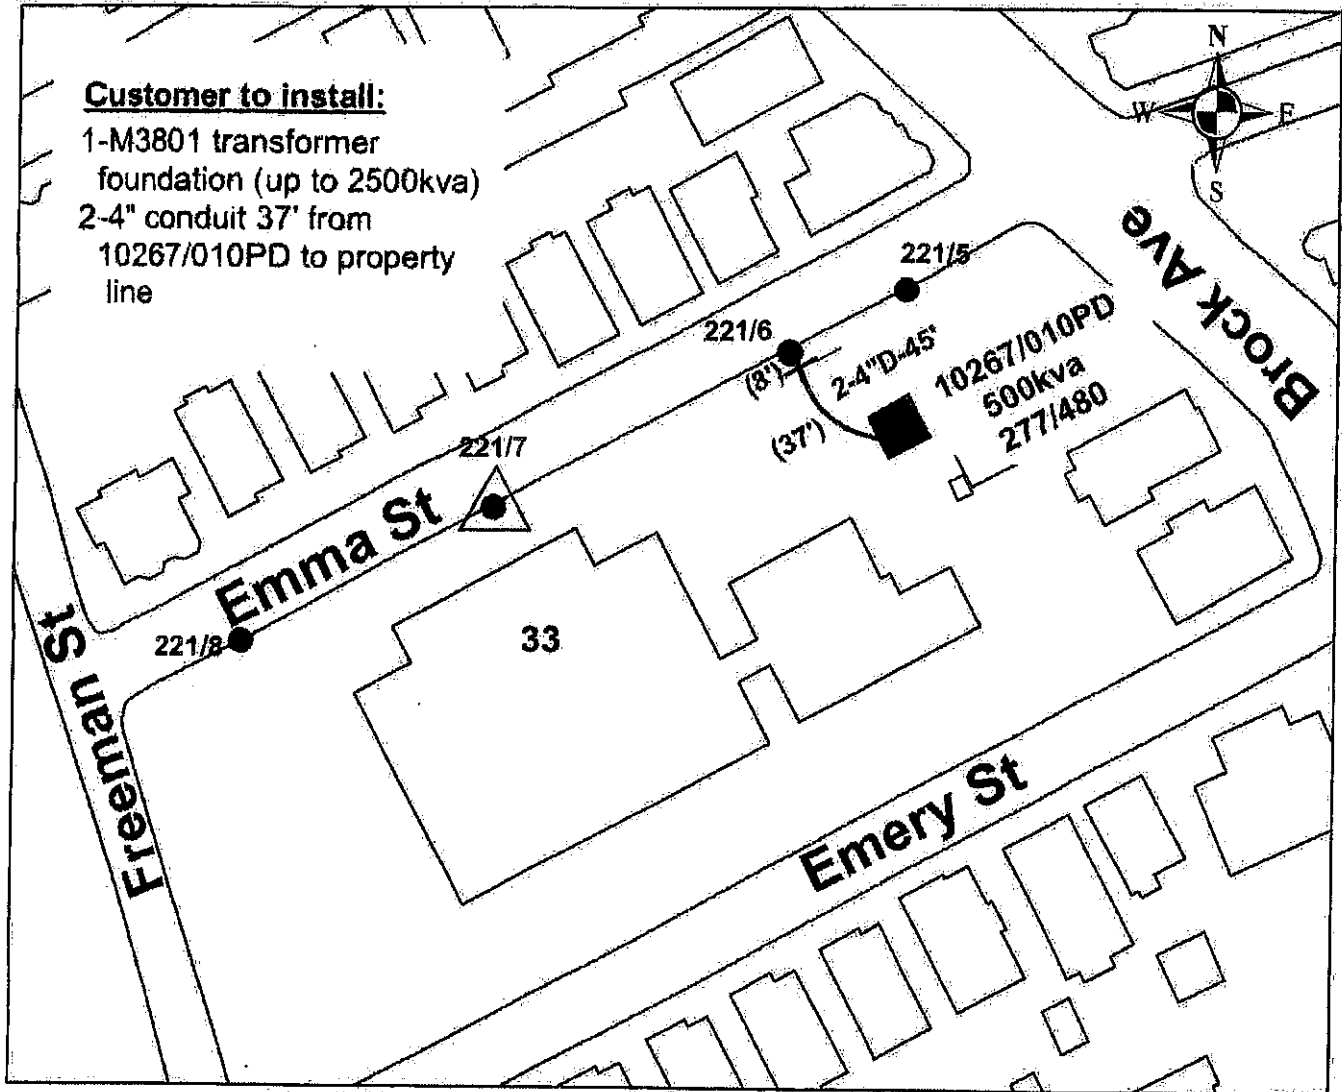 Customer to install:
1-M3801 transformer
foundation (up to 2500kva)
2-4" conduit 37' from
10267/010PD to property
line
N
W
E
S
Brock Ave
221/5
221/6
(8')
2-4"D-45'
(37')
10267/010PD
500kva
277/480
221/7
Emma St
221/8
33
Freeman St
Emery St